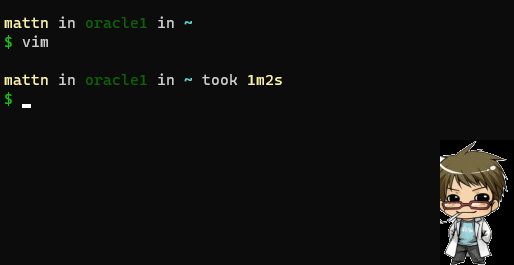 mattn in oracle1 in ~
$ vim
mattn in oracle1 in ~ took 1m2s
$